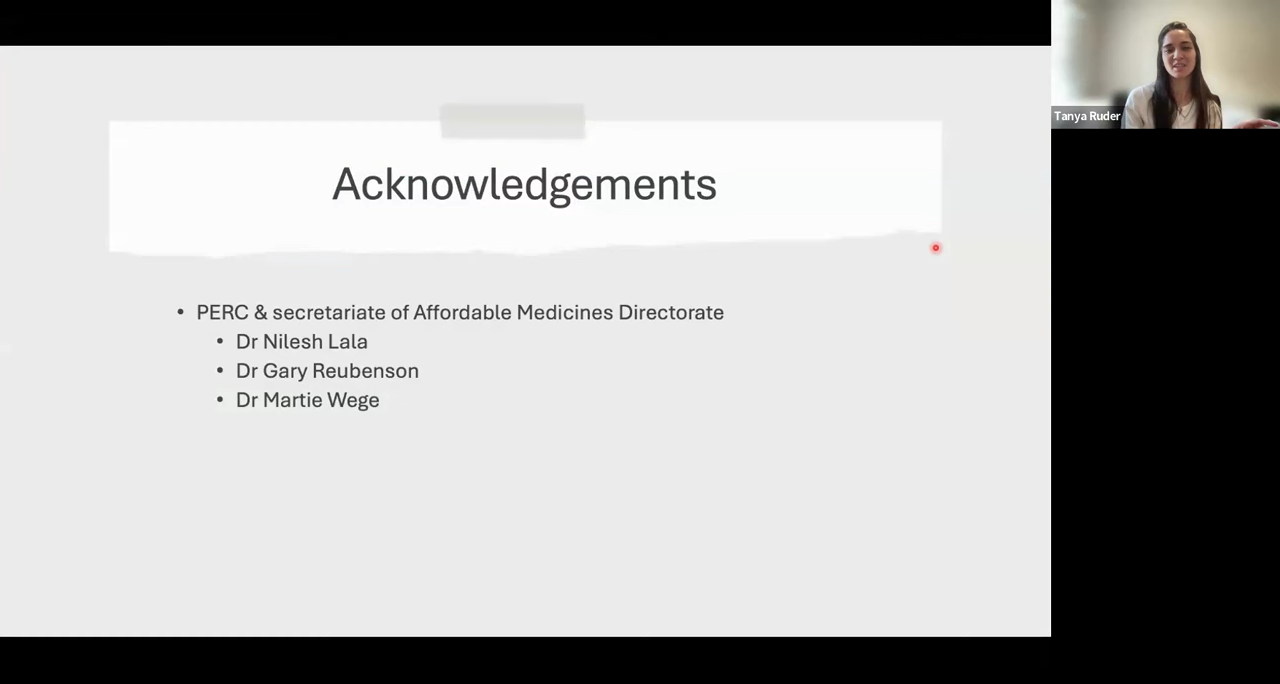 Acknowledgements
• PERC & secretariate of Affordable Medicines Directorate
• Dr Nilesh Lala
• Dr Gary Reubenson
• Dr Martie Wege
Tanya Ruder